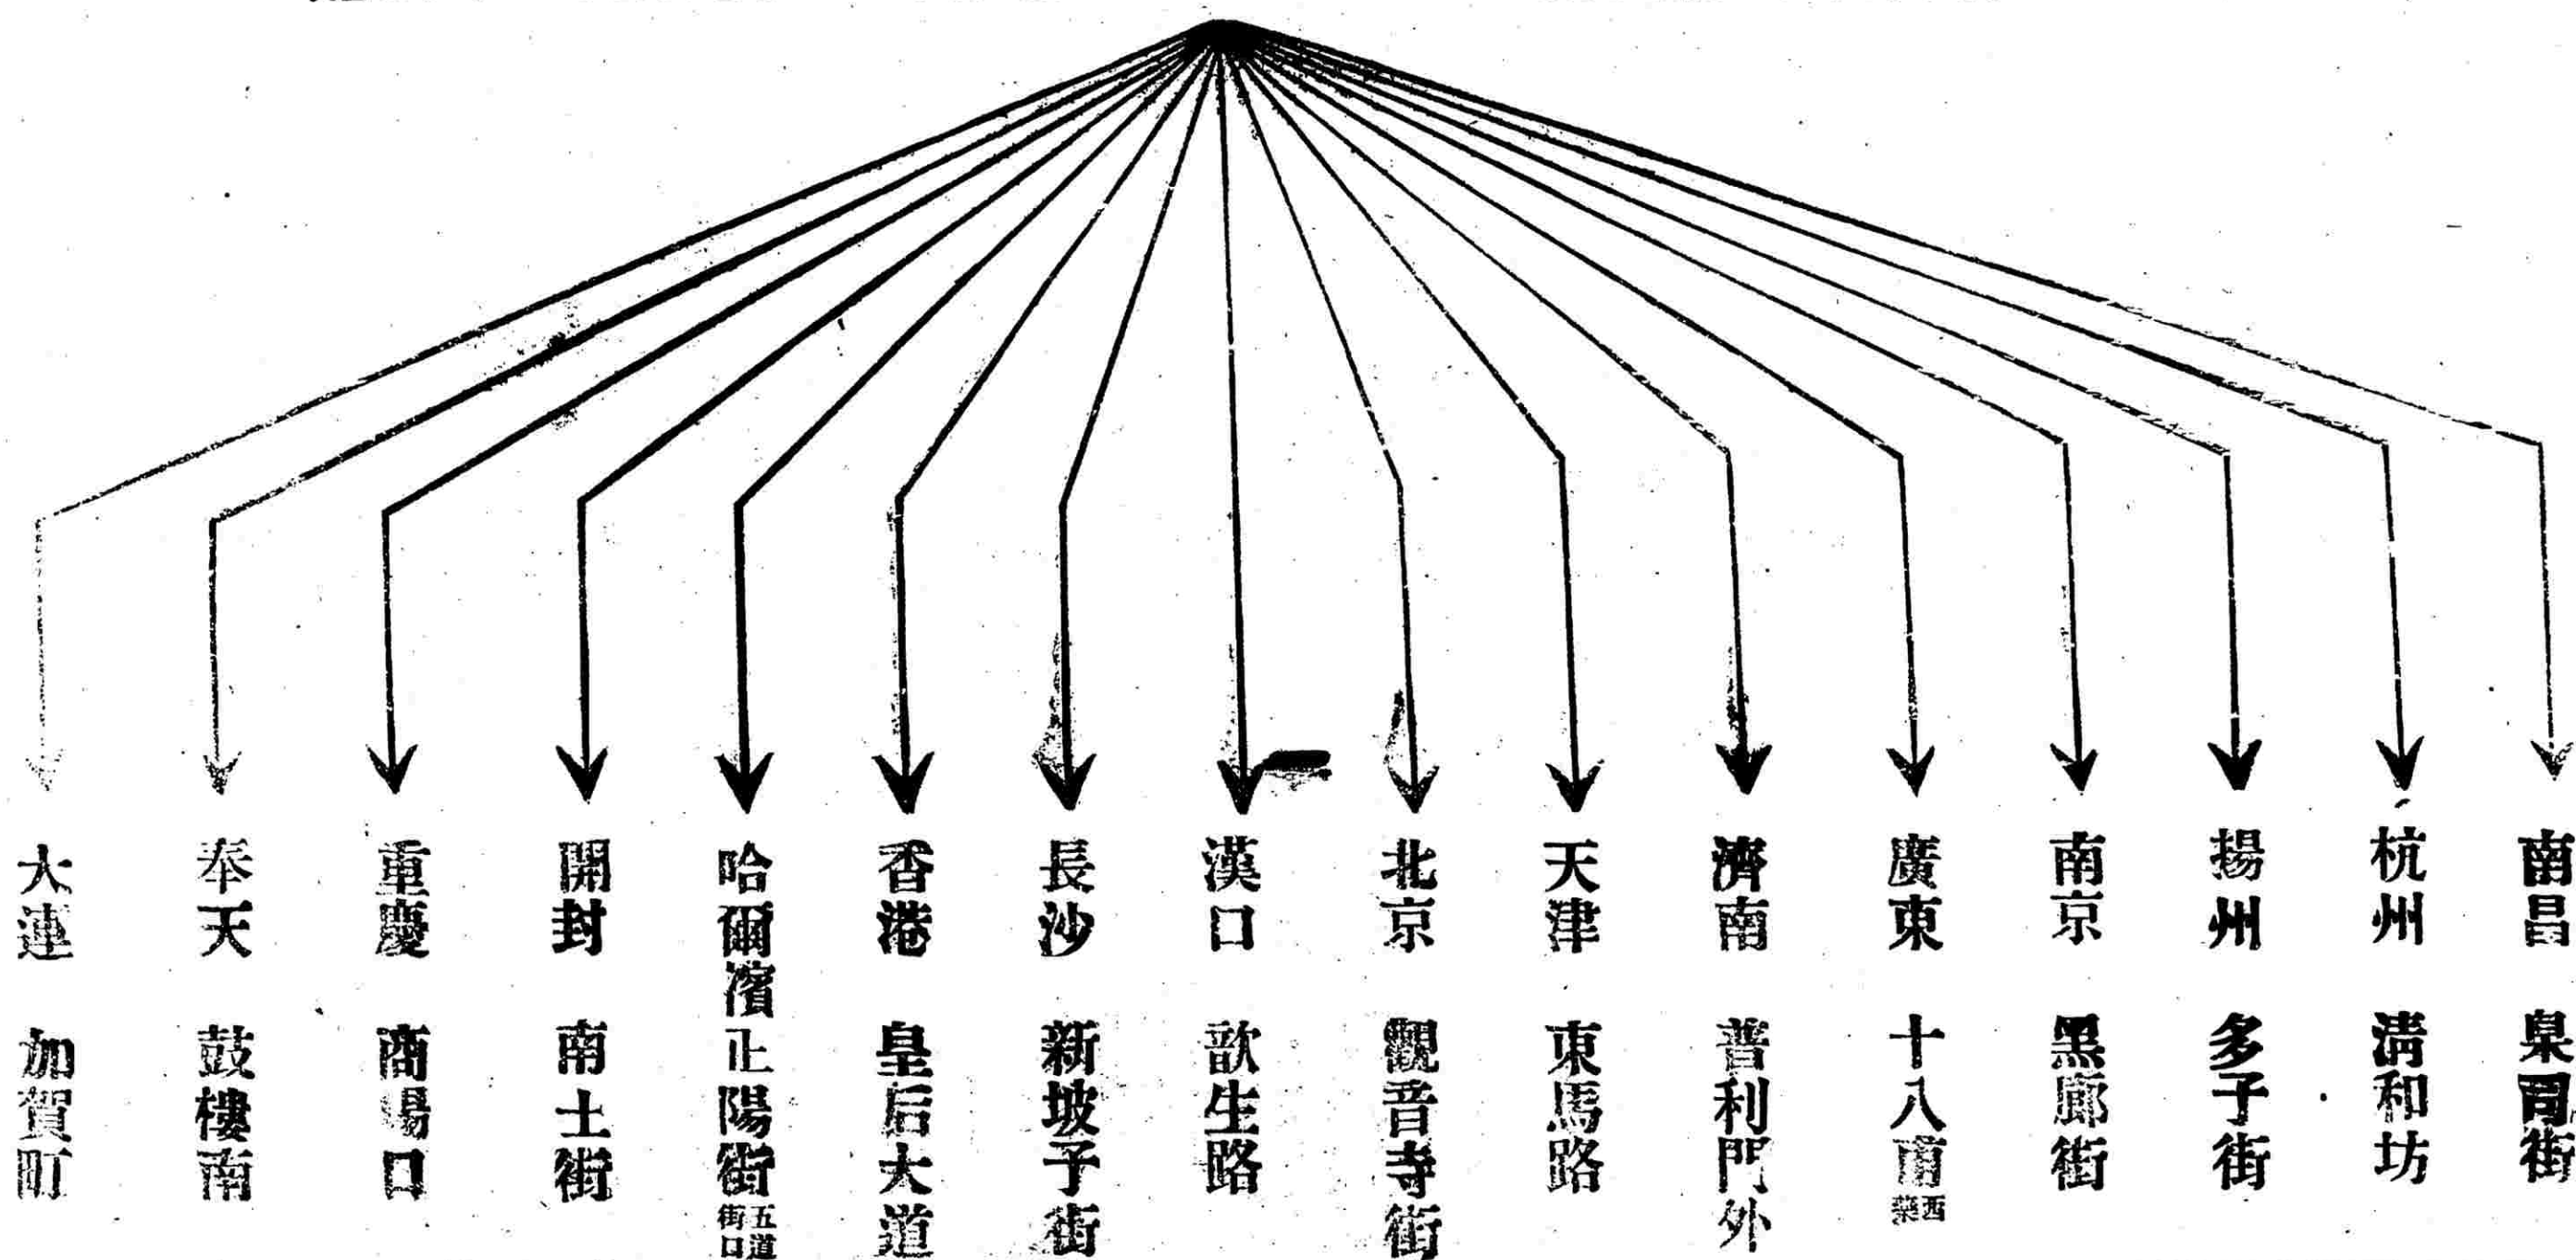 南昌 臬司街
杭州 淸和坊
揚州 多子街
南京 黑廊街
廣東 十八甫 西
濟南 普利門外
天津 東馬路
北京 觀音寺街
漢口 歆生路
長沙 新坡子街
香港 皇后大道
哈爾濱 正陽街 五道街口
開封 南土街
重慶 商場口
奉天 鼓樓南
大連 加賀町